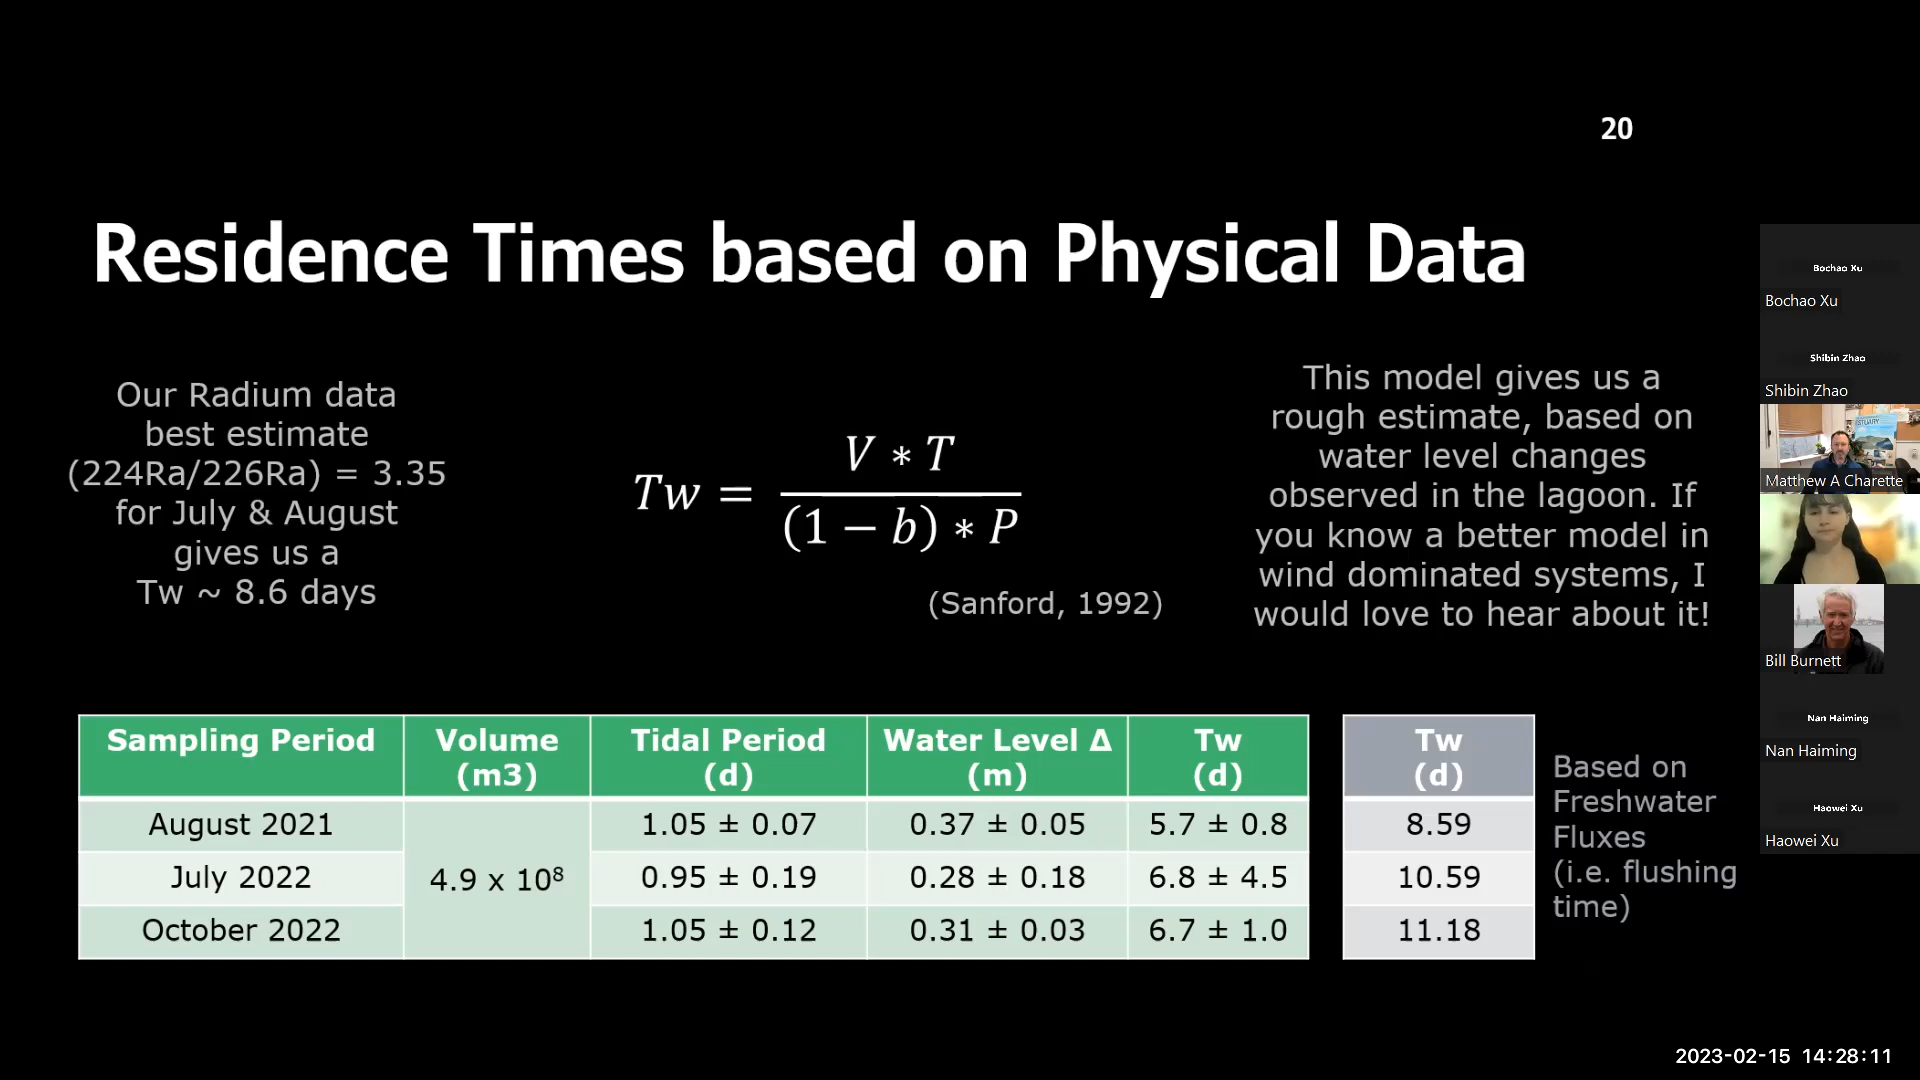 20
Residence Times based on Physical Data
Our Radium data
best estimate
(224Ra/226Ra) = 3.35
for July & August
gives us a
Tw ~ 8.6 days
Tw = V * T / (1 − b) * P
(Sanford, 1992)
This model gives us a
rough estimate, based on
water level changes
observed in the lagoon. If
you know a better model in
wind dominated systems, I
would love to hear about it!
Sampling Period Volume (m3) Tidal Period (d) Water Level Δ (m) Tw (d) Tw (d)
August 2021 1.05 ± 0.07 0.37 ± 0.05 5.7 ± 0.8 8.59
July 2022 4.9 x 10⁸ 0.95 ± 0.19 0.28 ± 0.18 6.8 ± 4.5 10.59
October 2022 1.05 ± 0.12 0.31 ± 0.03 6.7 ± 1.0 11.18
Based on
Freshwater
Fluxes
(i.e. flushing
time)
Bochao Xu
Bochao Xu
Shibin Zhao
Shibin Zhao
ESTUARY
Matthew A Charette
Bill Burnett
Nan Haiming
Nan Haiming
Haowei Xu
Haowei Xu
2023-02-15 14:28:11